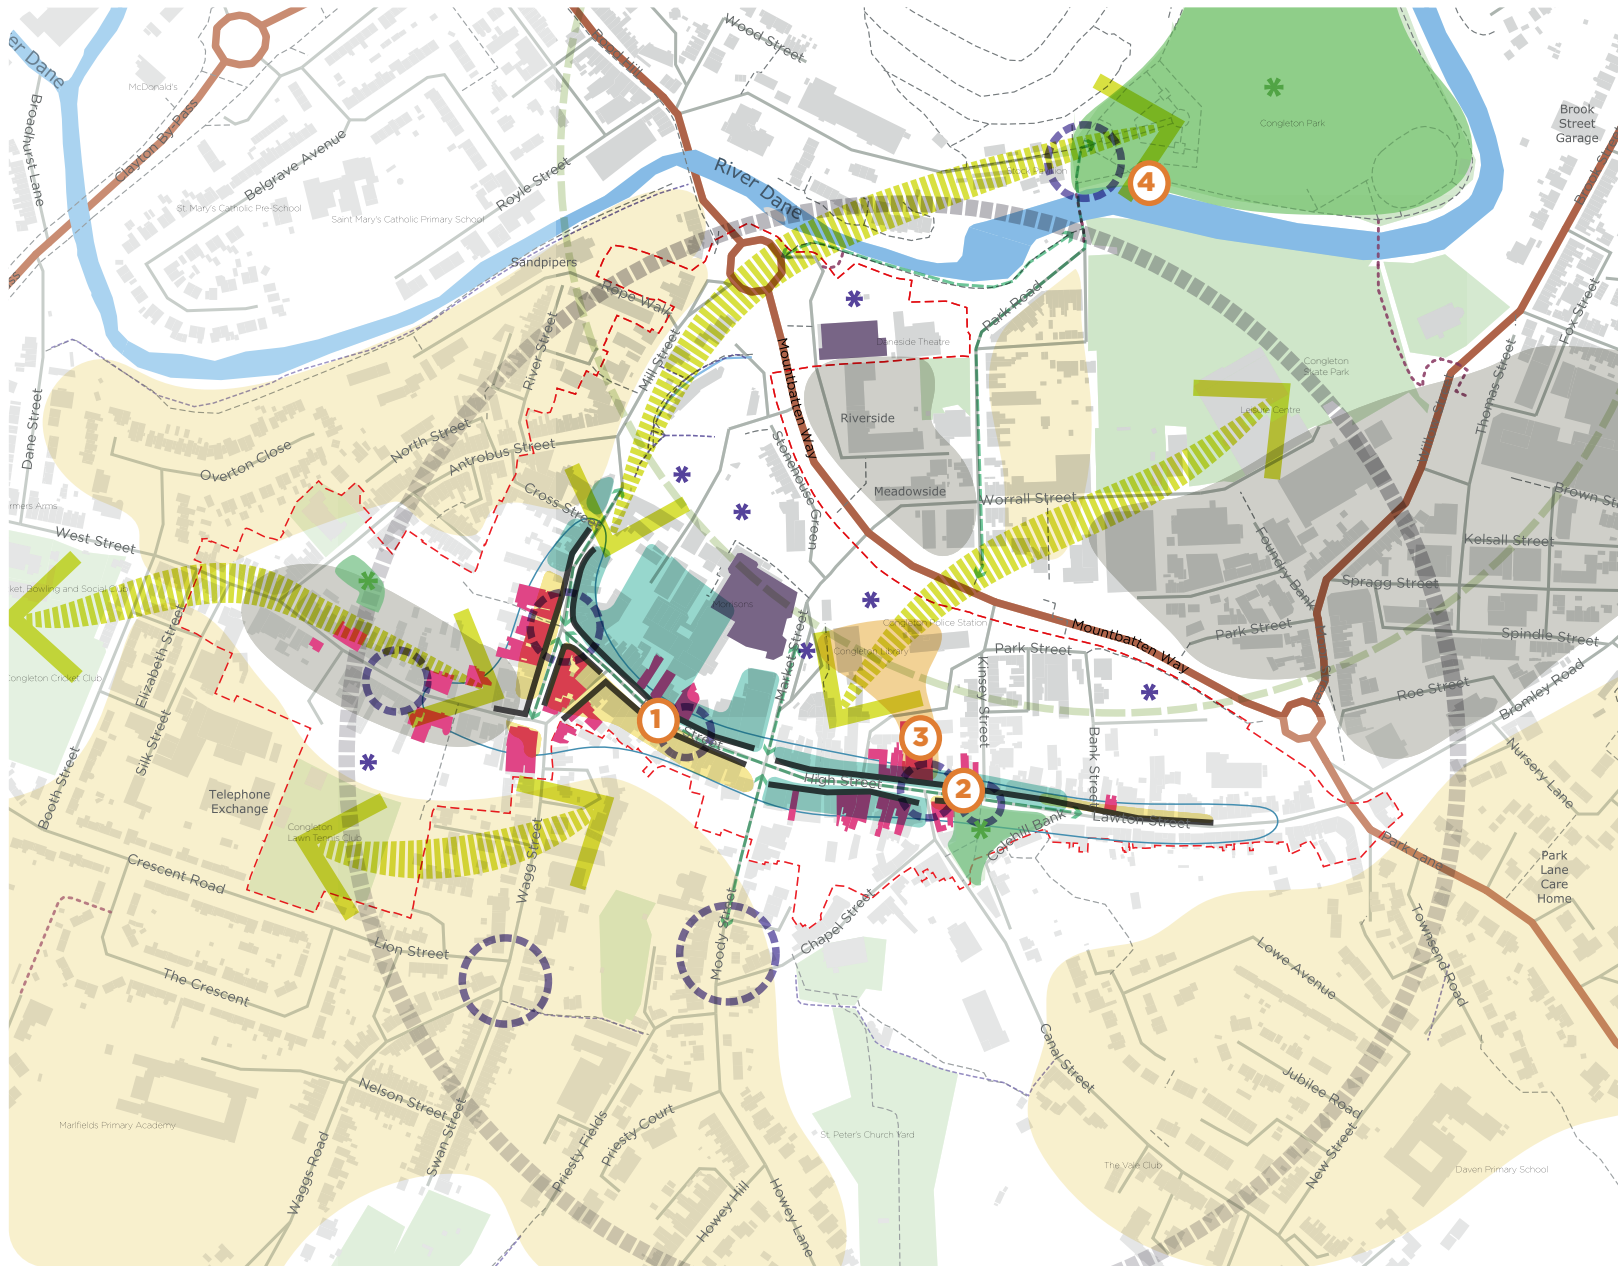 Wood Street
River Dane
McDonald's
Broadhurst Lane
Clayton By-Pass
Belgrave Avenue
Royle Street
St. Mary's Catholic Pre-School
Saint Mary's Catholic Primary School
Congleton Park
Brook
Street
Garage
4
Sandpipers
Rope Walk
River Street
Mill Street
Park Road
Daneside Theatre
Mountbatten Way
Riverside
Congleton
Skate Park
Leisure Centre
Fox Street
Thomas Street
Dane Street
Overton Close
North Street
Antrobus Street
Cross Street
Stonehouse Green
Meadowside
Worrall Street
Brown St
Kelsall Street
Foundry Bank
Spragg Street
Park Street
Spindle Street
rmers Arms
West Street
ket, Bowling and Social Club
Congleton Cricket Club
Elizabeth Street
Silk Street
Booth Street
Morrisons
Market Street
Congleton Police Station
Congleton Library
Kinsey Street
Park Street
Mountbatten Way
Roe Street
Bromley Road
Nursery Lane
1
Street
3
2
High Street
Bank Street
Lawton Street
Colehill Bank
Telephone
Exchange
Congleton
Lawn Tennis Club
Wagg Street
Park Lane
Park
Lane
Care
Home
Crescent Road
Lion Street
The Crescent
Moody Street
Chapel Street
Townsend Road
Lowe Avenue
Canal Street
Jubilee Road
New Street
Nelson Street
Swan Street
Waggs Road
Priesty Fields
Priesty Court
Howey Hill
Howey Lane
St. Peter's Church Yard
Marlfields Primary Academy
The Vale Club
Daven Primary School